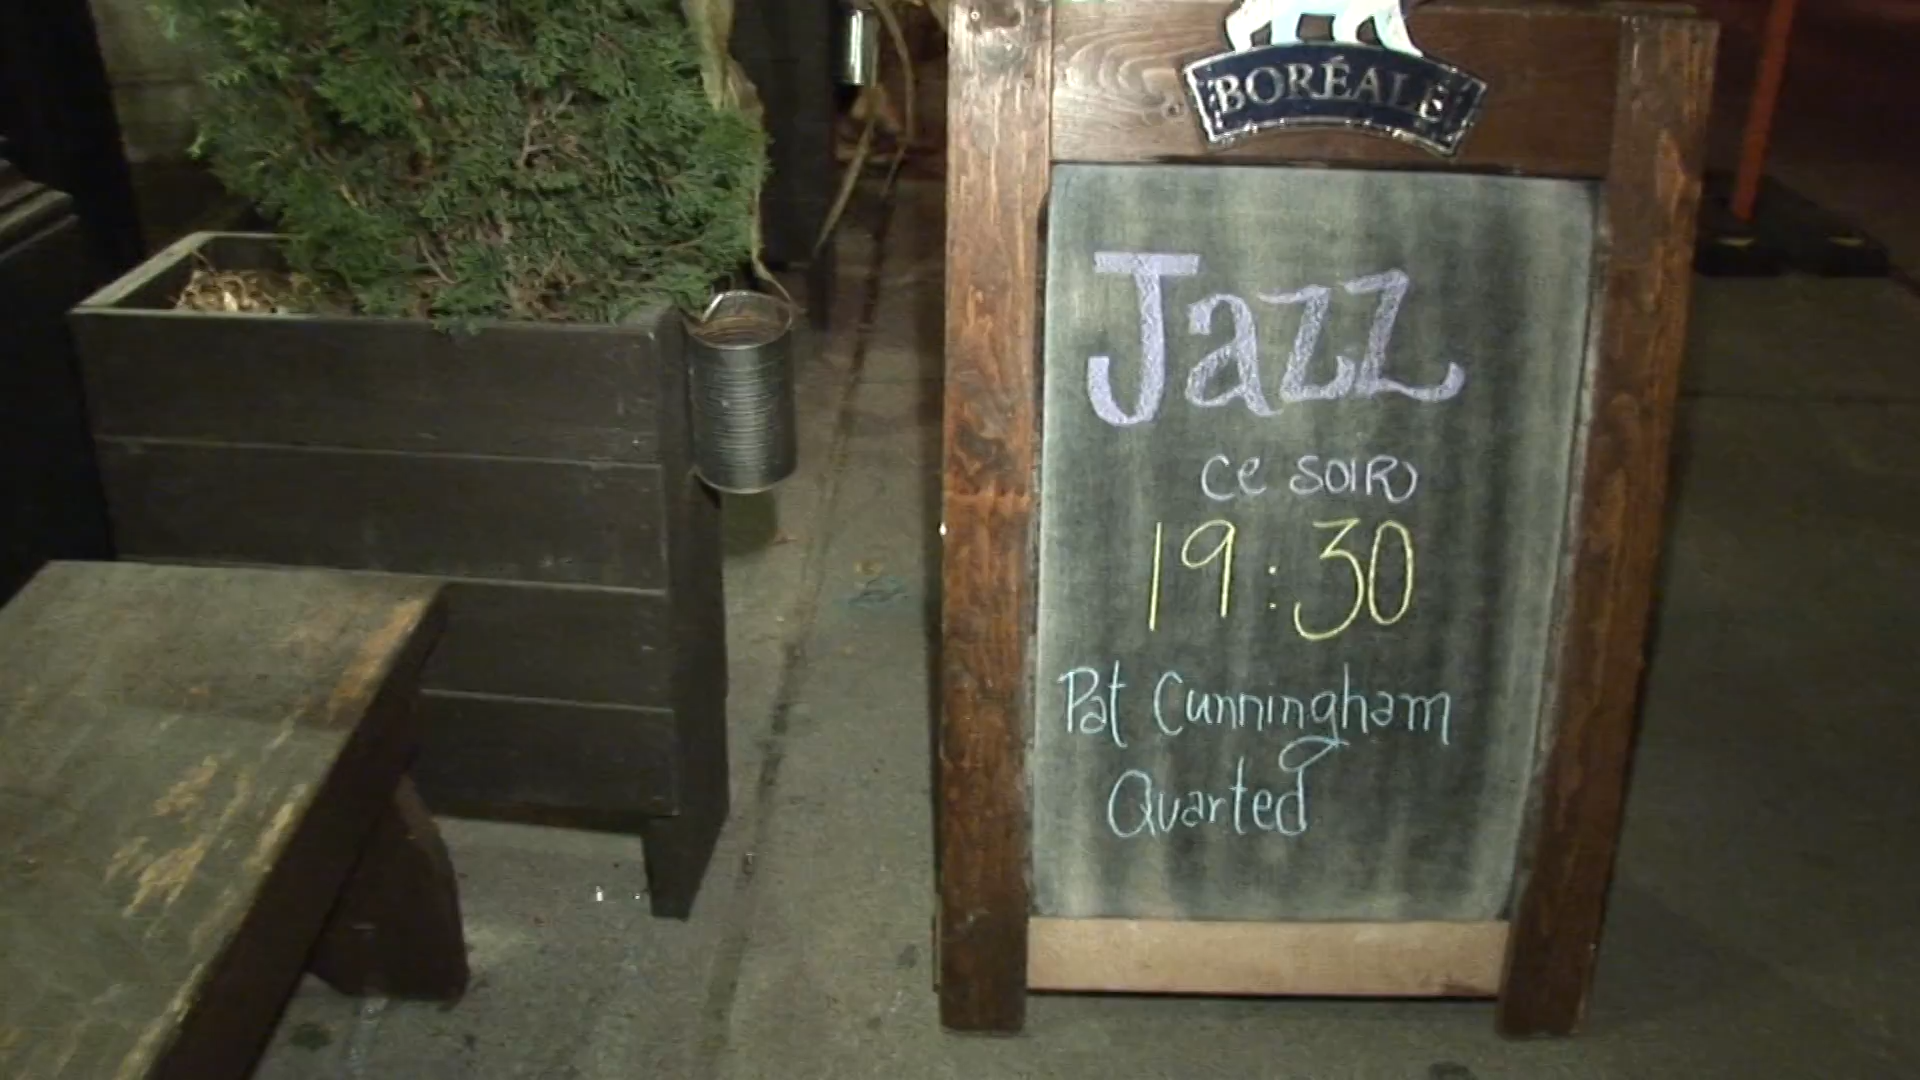 BORÉALE
Jazz
ce SOIR
19:30
Pat Cunningham
Quarted